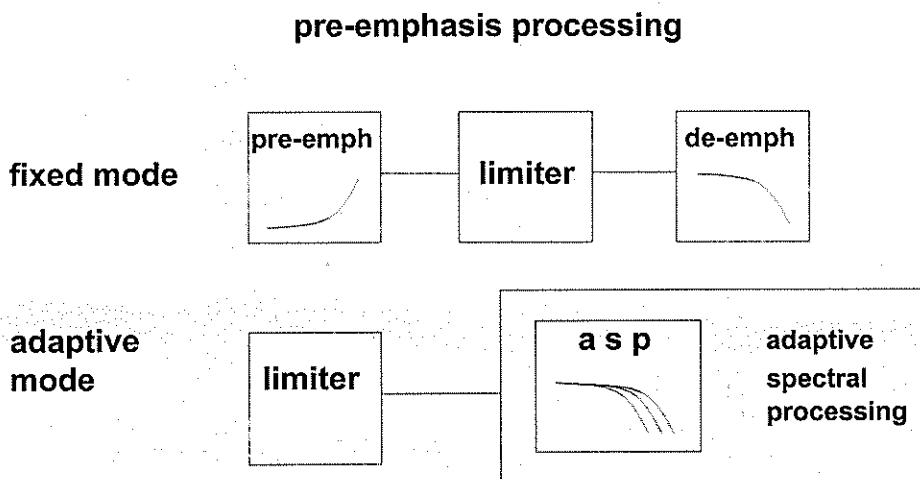 pre-emphasis processing
fixed mode
pre-emph
limiter
de-emph
adaptive
mode
limiter
a s p
adaptive
spectral
processing